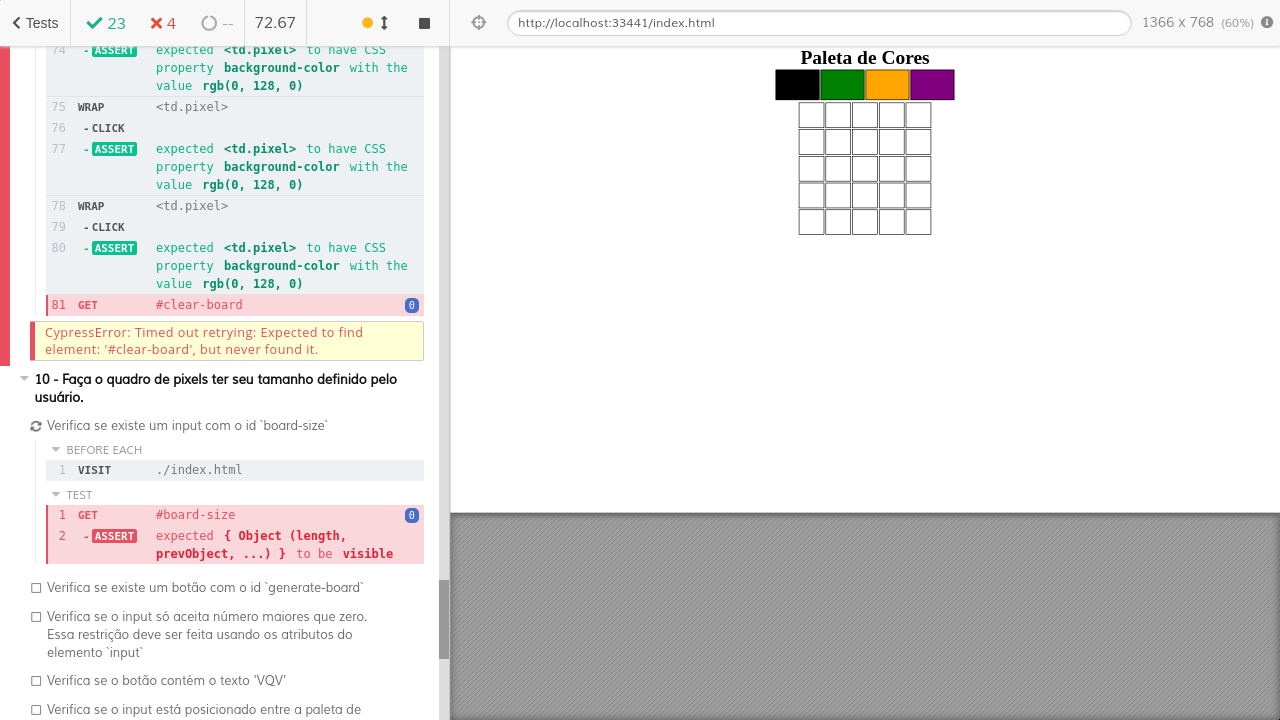 Tests
23
4
--
72.67
http://localhost:33441/index.html
1366 x 768 (60%)
74 - ASSERT expected <td.pixel> to have CSS
property background-color with the
value rgb(0, 128, 0)
75 WRAP <td.pixel>
76 - CLICK
77 - ASSERT expected <td.pixel> to have CSS
property background-color with the
value rgb(0, 128, 0)
78 WRAP <td.pixel>
79 - CLICK
80 - ASSERT expected <td.pixel> to have CSS
property background-color with the
value rgb(0, 128, 0)
81 GET #clear-board 0
CypressError: Timed out retrying: Expected to find
element: '#clear-board', but never found it.
10 - Faça o quadro de pixels ter seu tamanho definido pelo
usuário.
Verifica se existe um input com o id `board-size`
BEFORE EACH
1 VISIT ./index.html
TEST
1 GET #board-size 0
2 - ASSERT expected { Object (length,
prevObject, ...) } to be visible
Verifica se existe um botão com o id `generate-board`
Verifica se o input só aceita número maiores que zero.
Essa restrição deve ser feita usando os atributos do
elemento `input`
Verifica se o botão contém o texto 'VQV'
Verifica se o input está posicionado entre a paleta de
Paleta de Cores